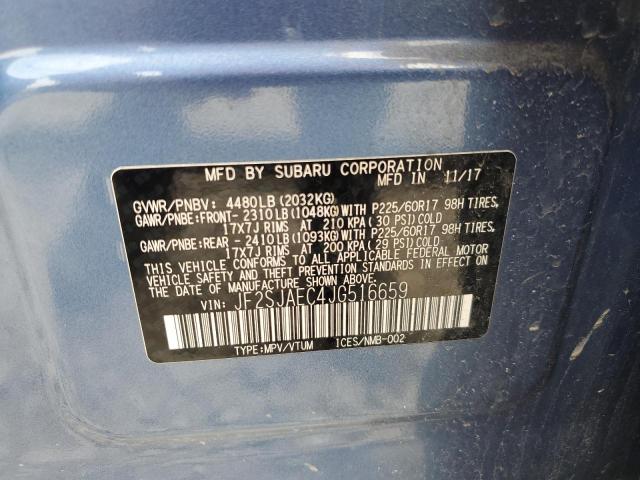 MFD BY SUBARU CORPORATION
MFD IN 11/17
GVWR/PNBV: 4480LB (2032KG)
GAWR/PNBE:FRONT- 2310LB (1048KG) WITH P225/60R17 98H TIRES,
17X7J RIMS AT 210 KPA (30 PSI) COLD
GAWR/PNBE:REAR - 2410LB (1093KG) WITH P225/60R17 98H TIRES,
17X7J RIMS AT 200 KPA (29 PSI) COLD
THIS VEHICLE CONFORMS TO ALL APPLICABLE FEDERAL MOTOR
VEHICLE SAFETY AND BUMPER STANDARDS IN EFFECT ON
THE DATE OF MANUFACTURE SHOWN ABOVE.
VIN: JF2SJAEC4JG516659
TYPE:MPV/VTUM ICES/NMB-002